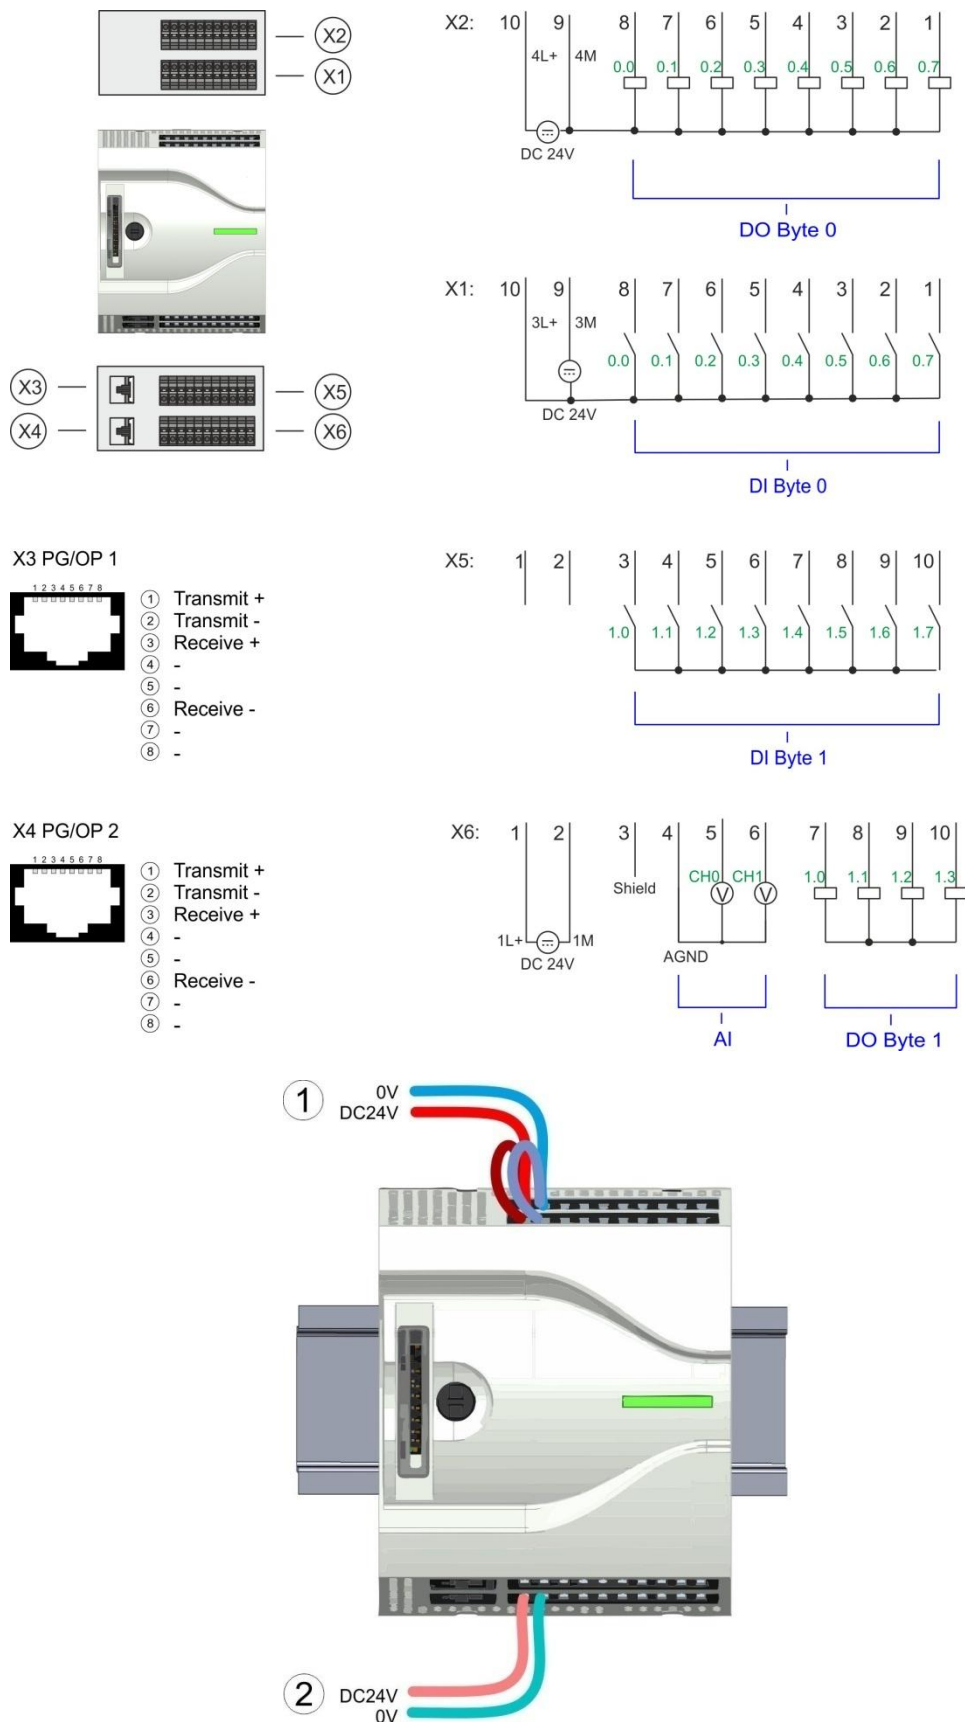 X2
X1
X3
X4
X5
X6
X2: 10 9 8 7 6 5 4 3 2 1
4L+ 4M
0.0 0.1 0.2 0.3 0.4 0.5 0.6 0.7
DC 24V
DO Byte 0
X1: 10 9 8 7 6 5 4 3 2 1
3L+ 3M
0.0 0.1 0.2 0.3 0.4 0.5 0.6 0.7
DC 24V
DI Byte 0
X3 PG/OP 1
1 2 3 4 5 6 7 8
1 Transmit +
2 Transmit -
3 Receive +
4 -
5 -
6 Receive -
7 -
8 -
X5: 1 2 3 4 5 6 7 8 9 10
1.0 1.1 1.2 1.3 1.4 1.5 1.6 1.7
DI Byte 1
X4 PG/OP 2
1 2 3 4 5 6 7 8
1 Transmit +
2 Transmit -
3 Receive +
4 -
5 -
6 Receive -
7 -
8 -
X6: 1 2 3 4 5 6 7 8 9 10
CH0 CH1 1.0 1.1 1.2 1.3
V V
Shield
1L+ 1M
DC 24V
AGND
AI
DO Byte 1
1
0V
DC24V
2
DC24V
0V